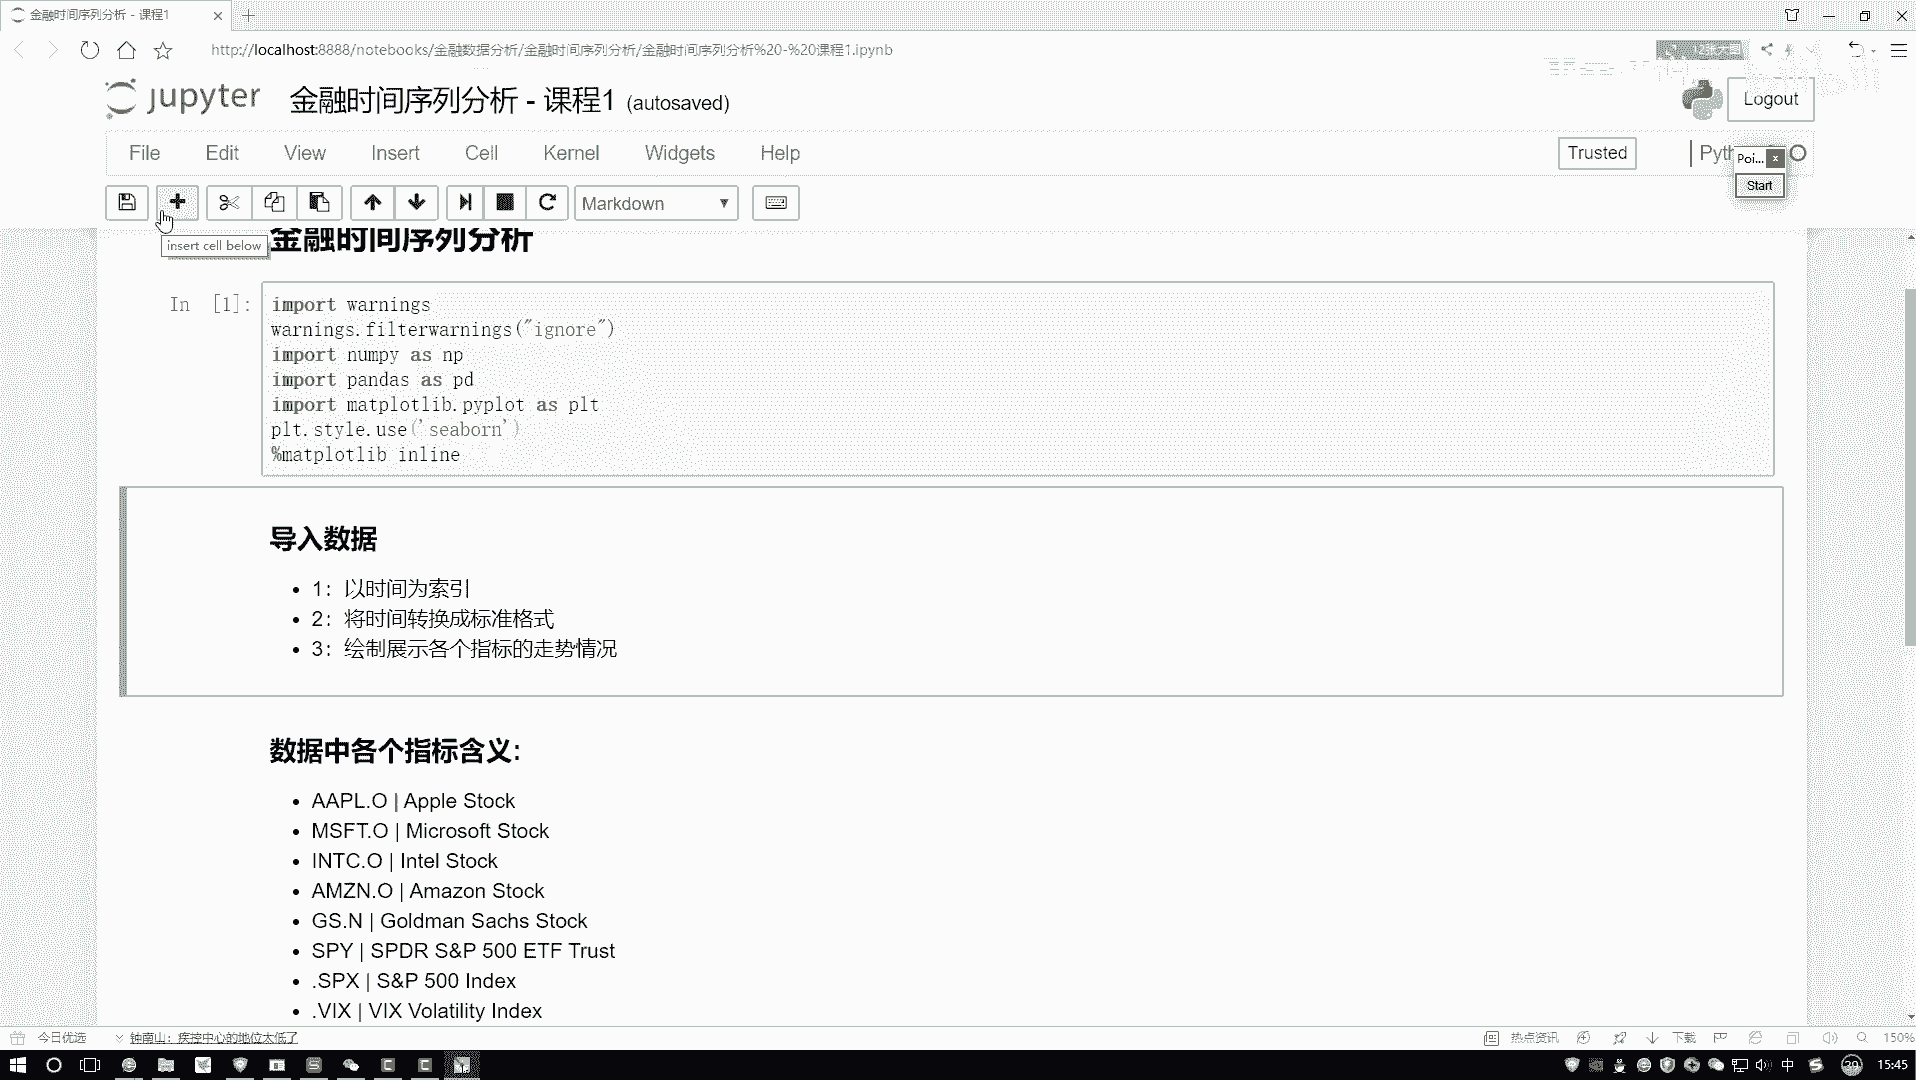 金融时间序列分析 - 课程1
http://localhost:8888/notebooks/金融数据分析/金融时间序列分析/金融时间序列分析%20-%20课程1.ipynb
jupyter 金融时间序列分析 - 课程1 (autosaved)
Logout
File Edit View Insert Cell Kernel Widgets Help
Trusted
Poi...
Start
Markdown
insert cell below
金融时间序列分析
In [1]:
import warnings
warnings.filterwarnings("ignore")
import numpy as np
import pandas as pd
import matplotlib.pyplot as plt
plt.style.use('seaborn')
%matplotlib inline
导入数据
1：以时间为索引
2：将时间转换成标准格式
3：绘制展示各个指标的走势情况
数据中各个指标含义:
AAPL.O | Apple Stock
MSFT.O | Microsoft Stock
INTC.O | Intel Stock
AMZN.O | Amazon Stock
GS.N | Goldman Sachs Stock
SPY | SPDR S&P 500 ETF Trust
.SPX | S&P 500 Index
.VIX | VIX Volatility Index
今日优选 钟南山：疾控中心的地位太低了
热点资讯 下载 150%
中 15:45